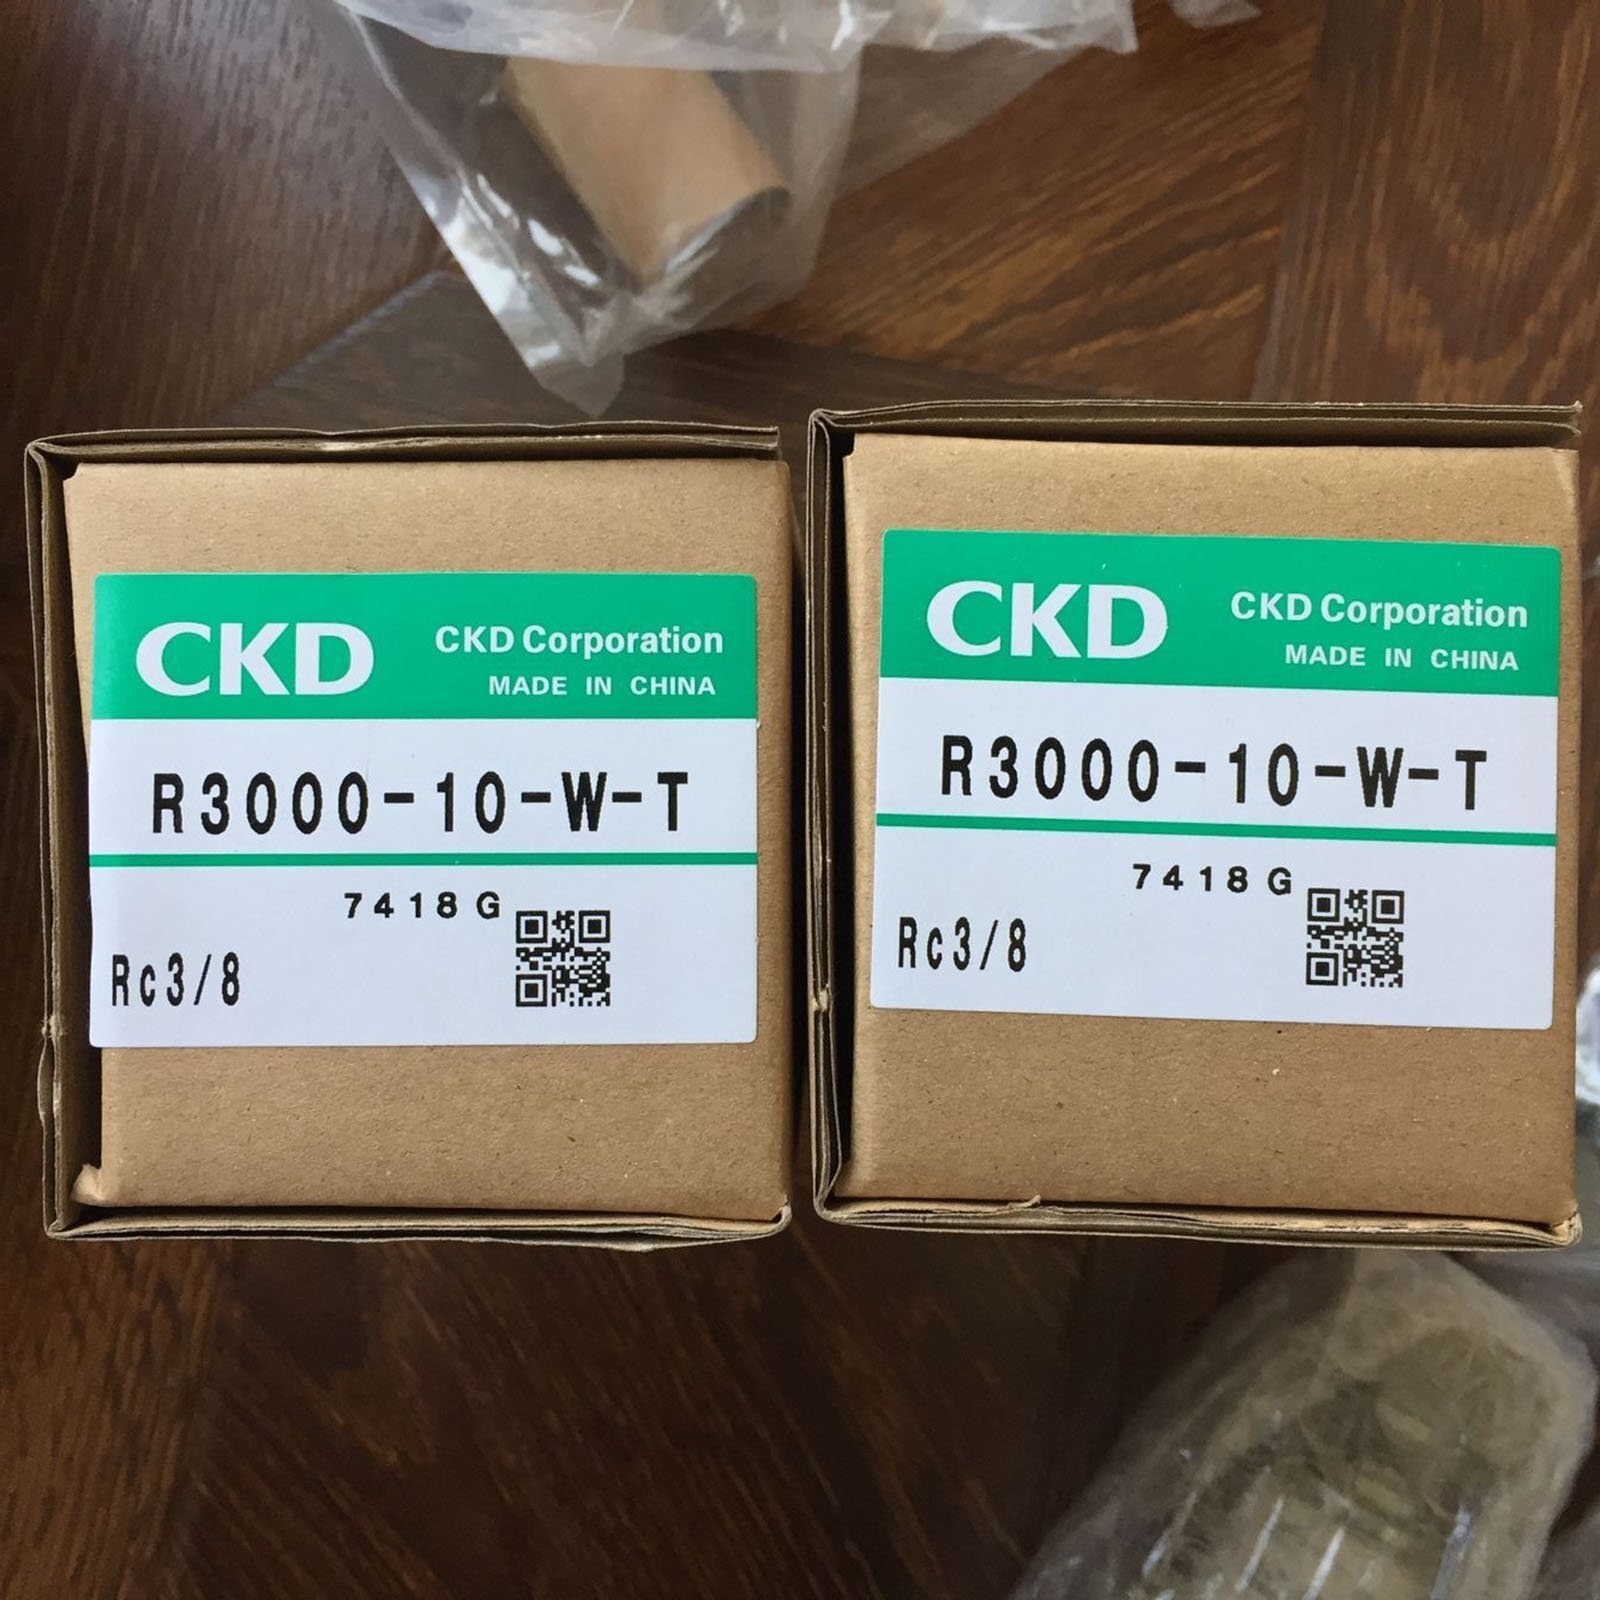 CKD
CKD Corporation
MADE IN CHINA
R3000-10-W-T
7418G
Rc3/8
CKD
CKD Corporation
MADE IN CHINA
R3000-10-W-T
7418G
Rc3/8